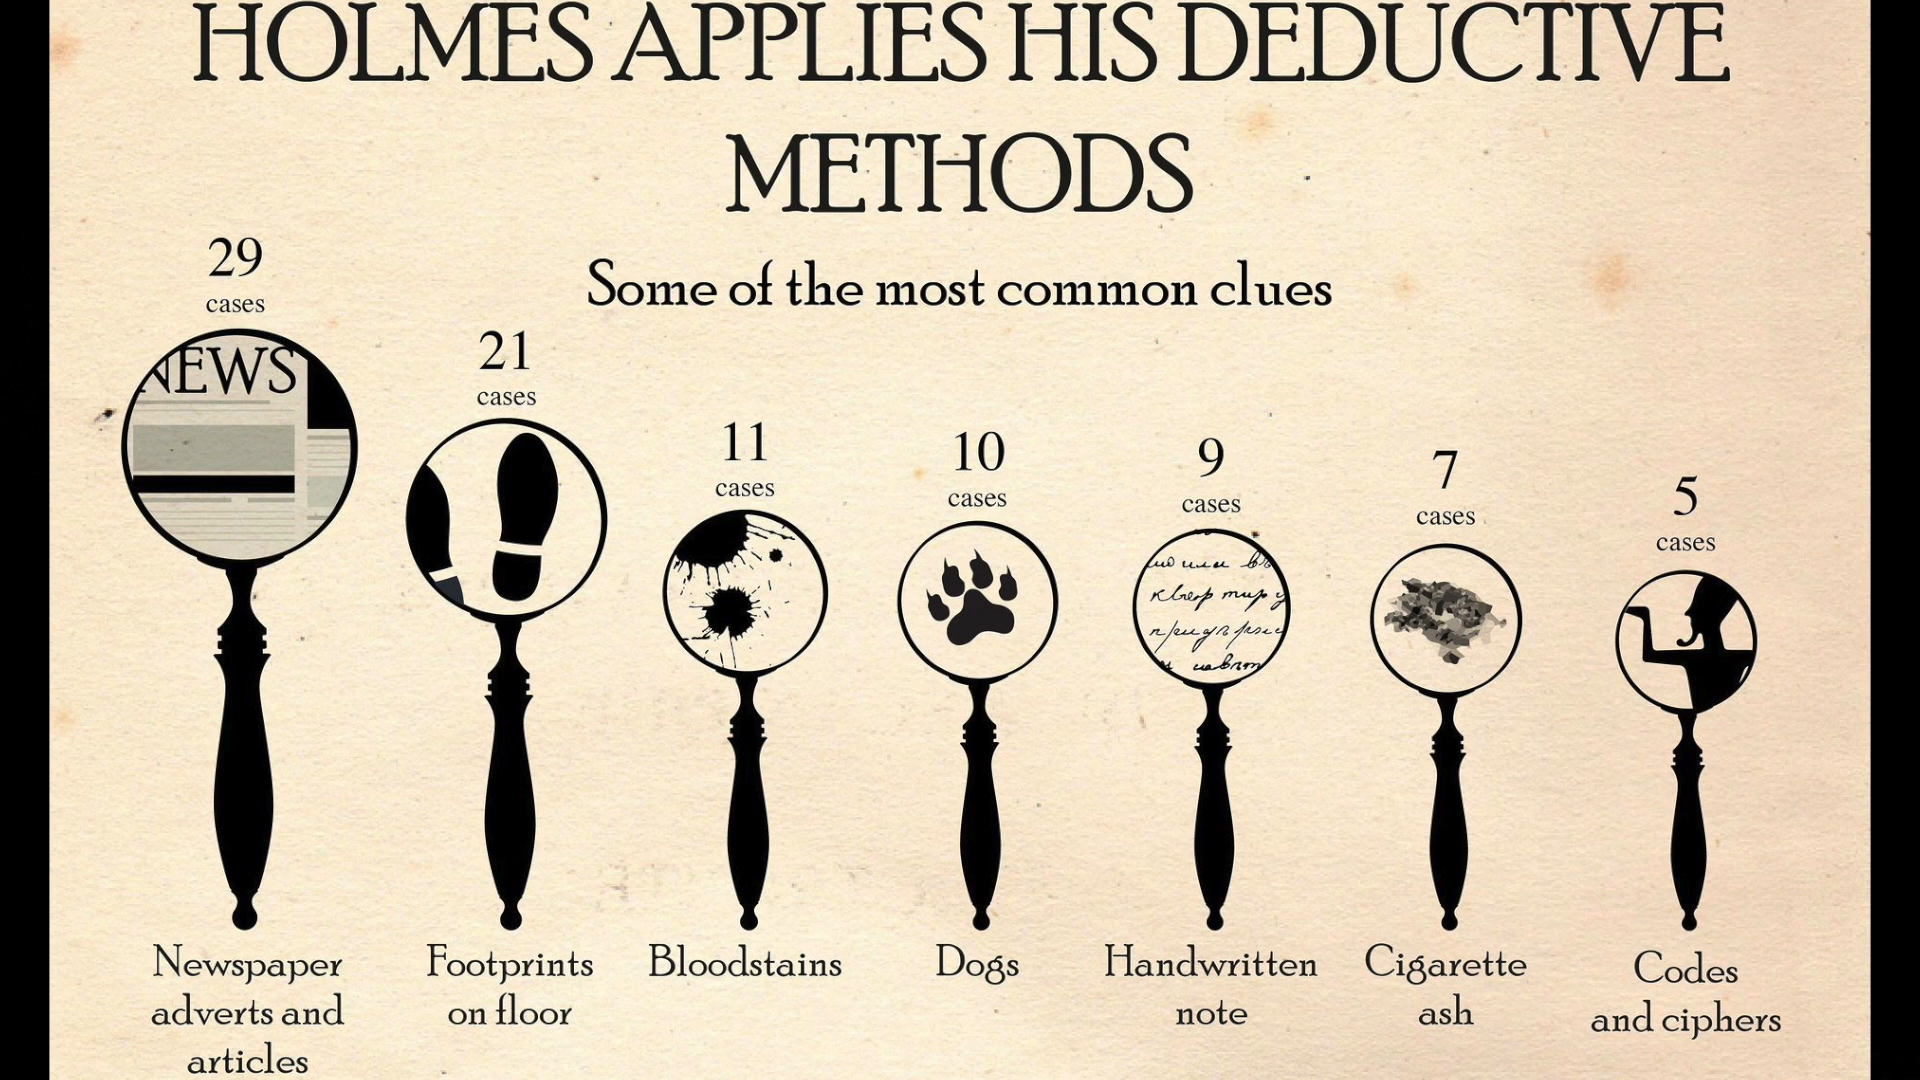 HOLMES APPLIES HIS DEDUCTIVE
METHODS
Some of the most common clues
29
cases
NEWS
Newspaper
adverts and
articles
21
cases
Footprints
on floor
11
cases
Bloodstains
10
cases
Dogs
9
cases
Handwritten
note
7
cases
Cigarette
ash
5
cases
Codes
and ciphers